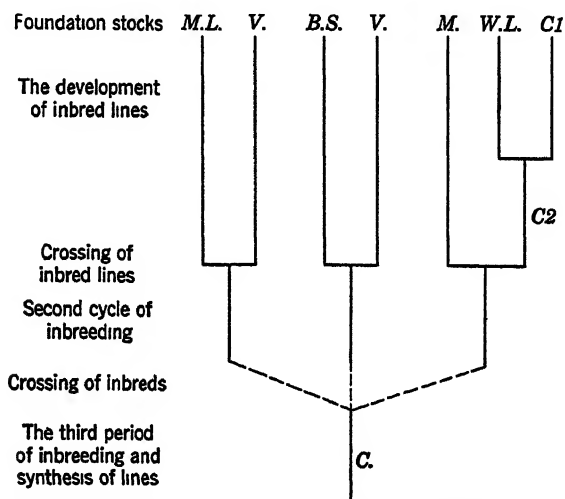 Foundation stocks M.L. V. B.S. V. M. W.L. C1
The development
of inbred lines
C2
Crossing of
inbred lines
Second cycle of
inbreeding
Crossing of inbreds
The third period
of inbreeding and
synthesis of lines
C.